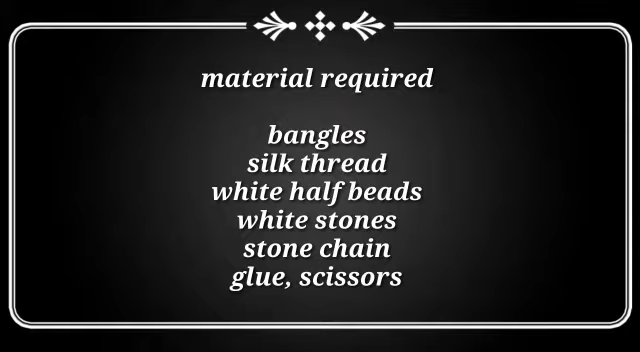 material required
bangles
silk thread
white half beads
white stones
stone chain
glue, scissors